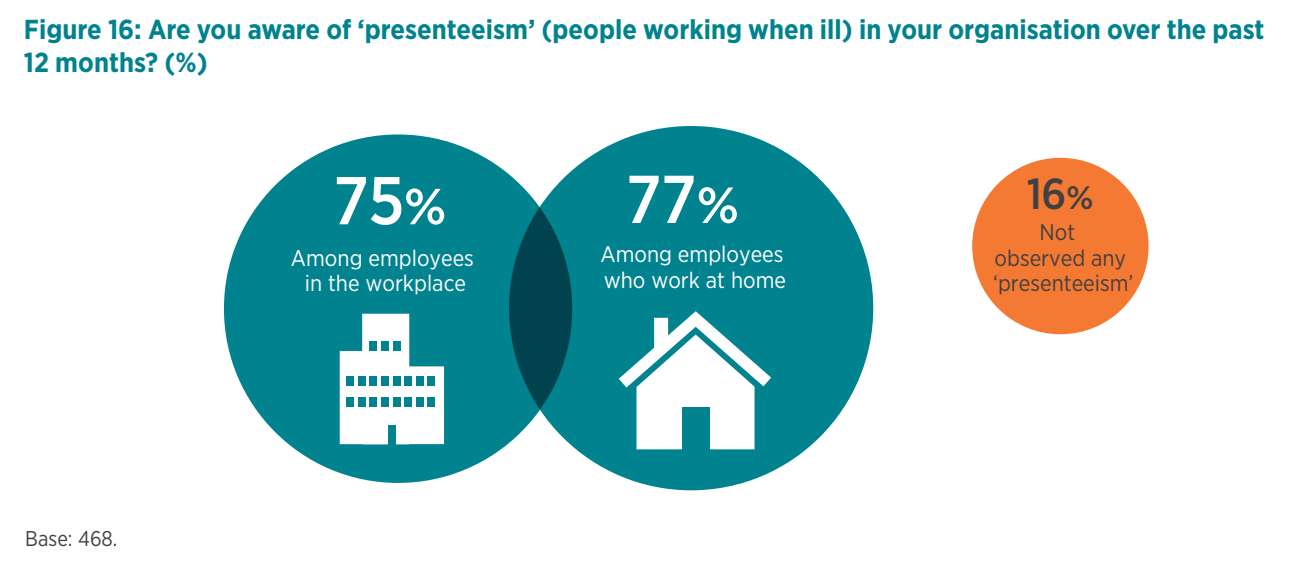 Figure 16: Are you aware of ‘presenteeism’ (people working when ill) in your organisation over the past
12 months? (%)
75%
Among employees
in the workplace
77%
Among employees
who work at home
16%
Not
observed any
‘presenteeism’
Base: 468.